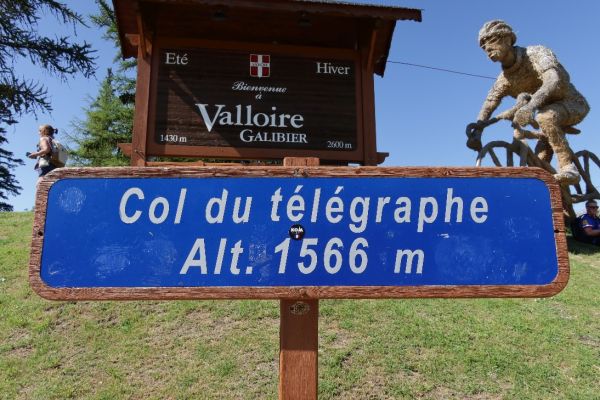 Eté Hiver
Bienvenue
à
Valloire
GALIBIER
1430 m 2600 m
Col du télégraphe
Alt. 1566 m